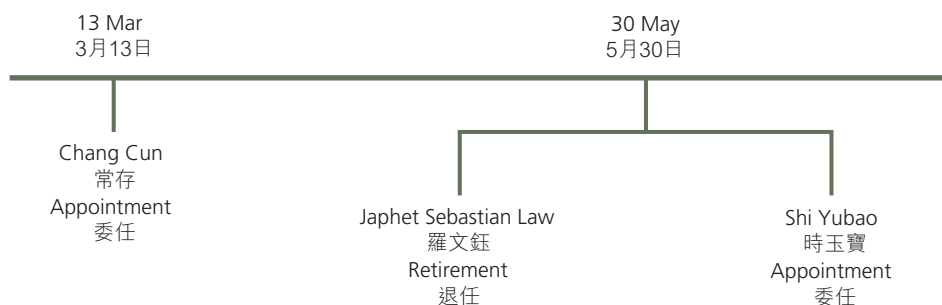 13 Mar
3月13日
30 May
5月30日
Chang Cun
常存
Appointment
委任
Japhet Sebastian Law
羅文鈺
Retirement
退任
Shi Yubao
時玉寶
Appointment
委任